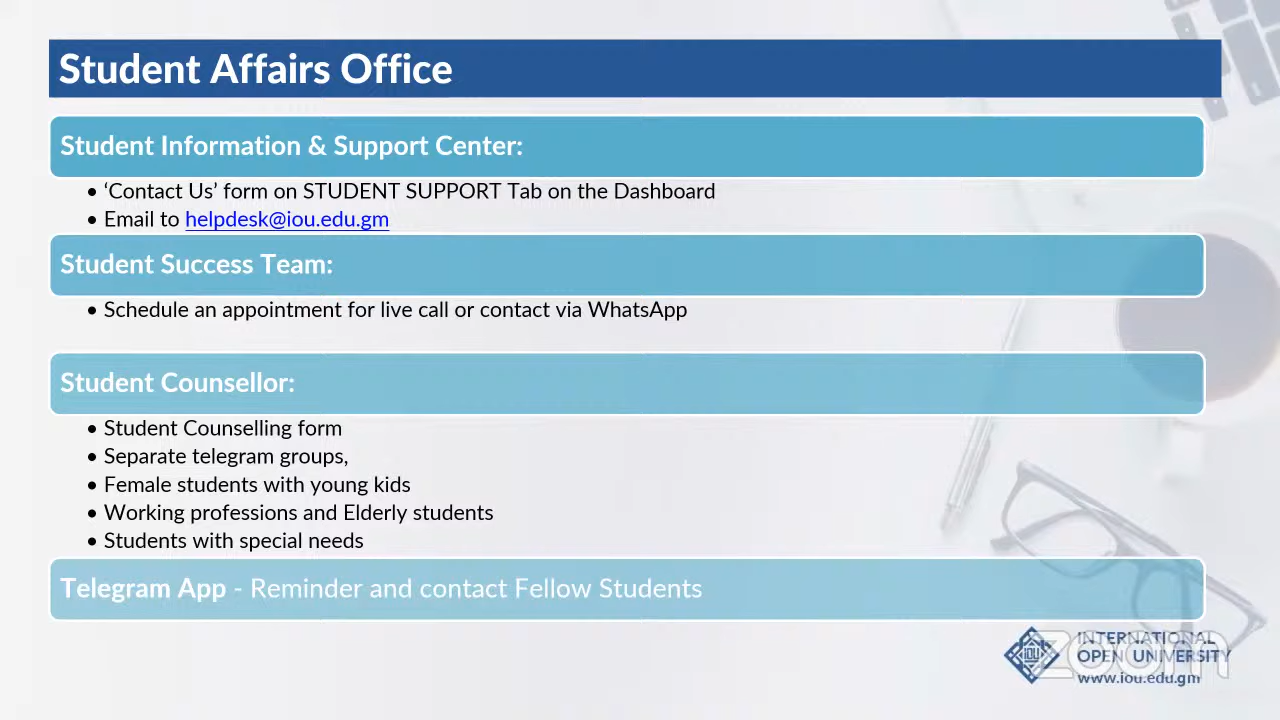 Student Affairs Office
Student Information & Support Center:
• ‘Contact Us’ form on STUDENT SUPPORT Tab on the Dashboard
• Email to helpdesk@iou.edu.gm
Student Success Team:
• Schedule an appointment for live call or contact via WhatsApp
Student Counsellor:
• Student Counselling form
• Separate telegram groups,
• Female students with young kids
• Working professions and Elderly students
• Students with special needs
Telegram App - Reminder and contact Fellow Students
IOU
INTERNATIONAL
OPEN UNIVERSITY
www.iou.edu.gm
zoom